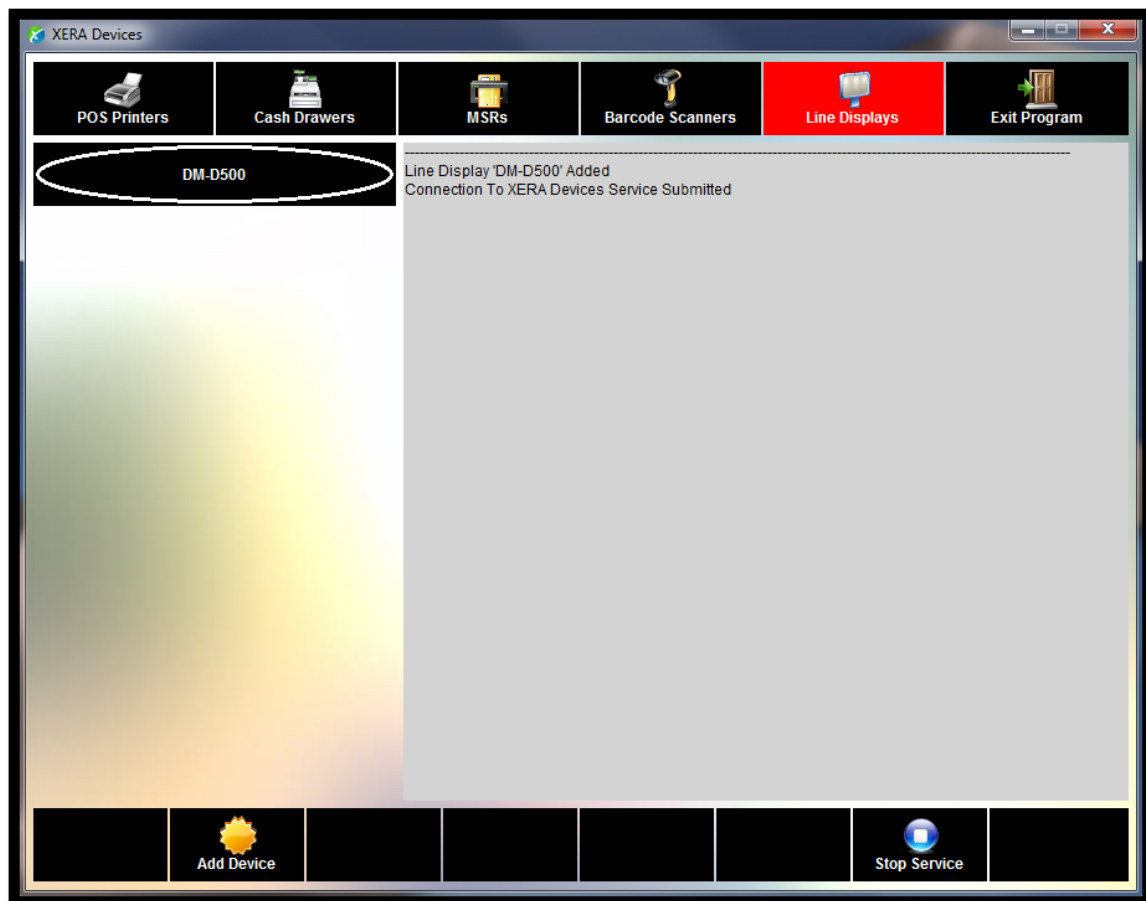 XERA Devices
POS Printers
Cash Drawers
MSRs
Barcode Scanners
Line Displays
Exit Program
DM-D500
Line Display 'DM-D500' Added
Connection To XERA Devices Service Submitted
Add Device
Stop Service